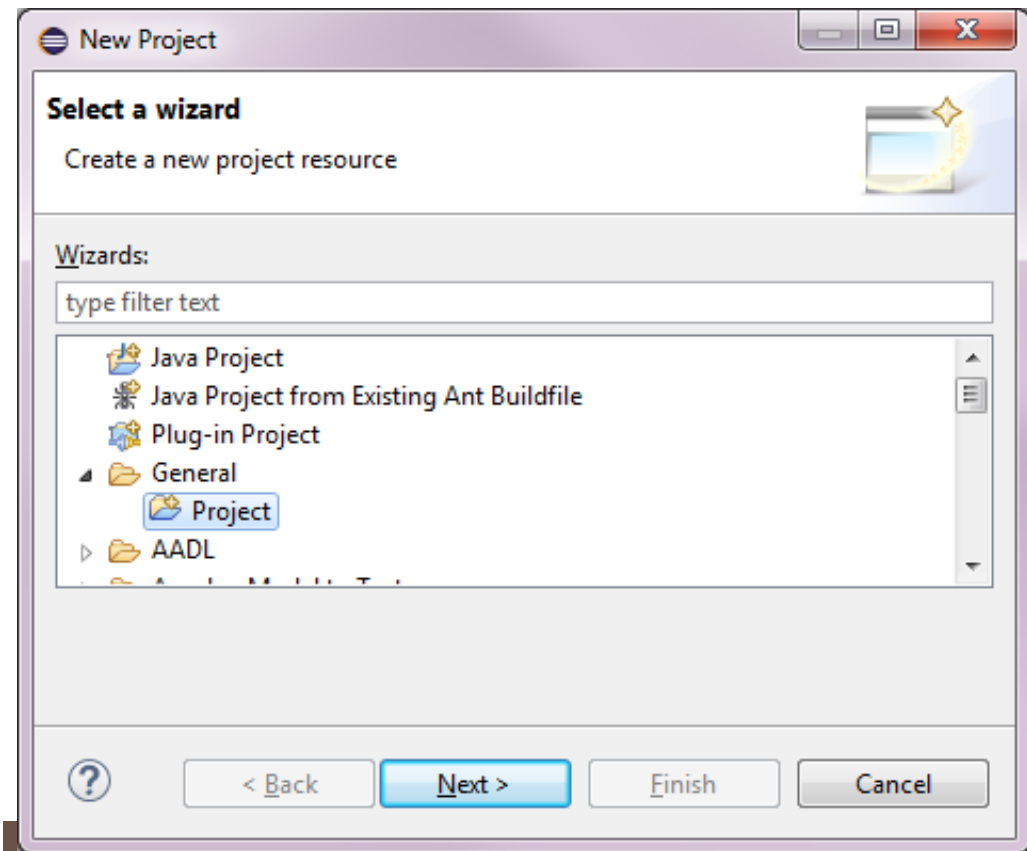 New Project
Select a wizard
Create a new project resource
Wizards:
type filter text
Java Project
Java Project from Existing Ant Buildfile
Plug-in Project
General
Project
AADL
?
< Back Next > Finish Cancel